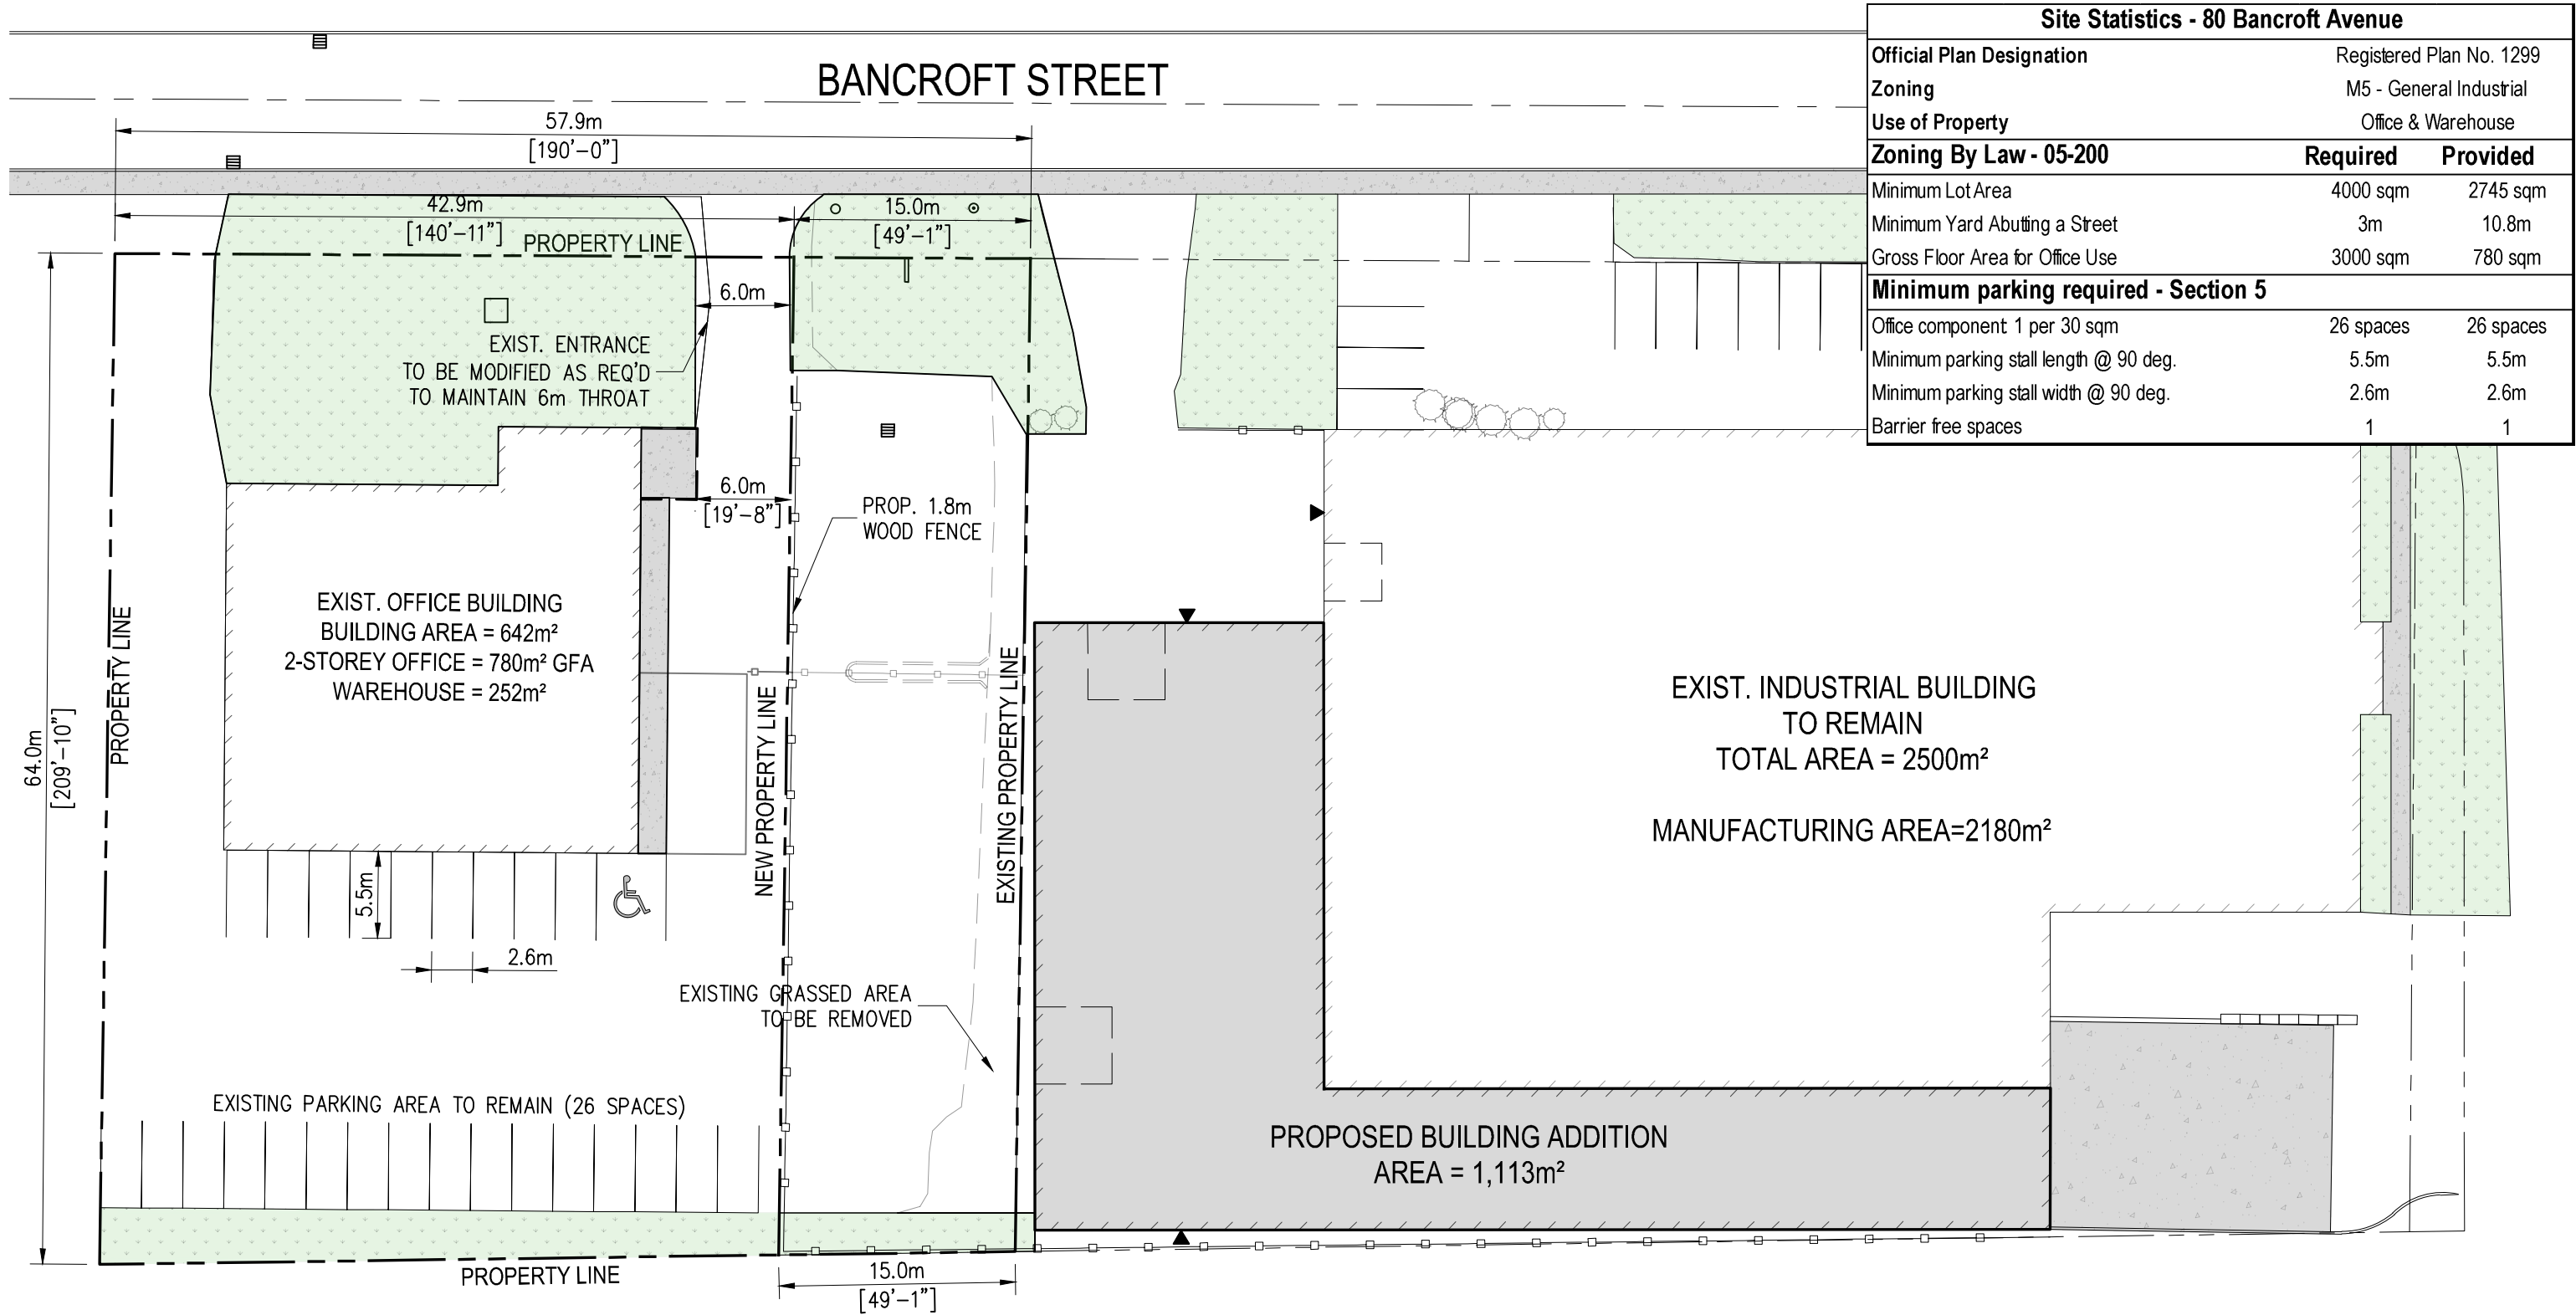 Site Statistics - 80 Bancroft Avenue
Official Plan Designation Registered Plan No. 1299
Zoning M5 - General Industrial
Use of Property Office & Warehouse
Zoning By Law - 05-200 Required Provided
Minimum Lot Area 4000 sqm 2745 sqm
Minimum Yard Abutting a Street 3m 10.8m
Gross Floor Area for Office Use 3000 sqm 780 sqm
Minimum parking required - Section 5
Office component 1 per 30 sqm 26 spaces 26 spaces
Minimum parking stall length @ 90 deg. 5.5m 5.5m
Minimum parking stall width @ 90 deg. 2.6m 2.6m
Barrier free spaces 1 1
BANCROFT STREET
57.9m
[190'-0"]
42.9m
[140'-11"]
15.0m
[49'-1"]
PROPERTY LINE
6.0m
EXIST. ENTRANCE
TO BE MODIFIED AS REQ'D
TO MAINTAIN 6m THROAT
6.0m
[19'-8"]
PROP. 1.8m
WOOD FENCE
EXIST. OFFICE BUILDING
BUILDING AREA = 642m²
2-STOREY OFFICE = 780m² GFA
WAREHOUSE = 252m²
PROPERTY LINE
64.0m
[209'-10"]
NEW PROPERTY LINE
EXISTING PROPERTY LINE
EXIST. INDUSTRIAL BUILDING
TO REMAIN
TOTAL AREA = 2500m²
MANUFACTURING AREA=2180m²
5.5m
2.6m
EXISTING GRASSED AREA
TO BE REMOVED
EXISTING PARKING AREA TO REMAIN (26 SPACES)
PROPOSED BUILDING ADDITION
AREA = 1,113m²
PROPERTY LINE
15.0m
[49'-1"]